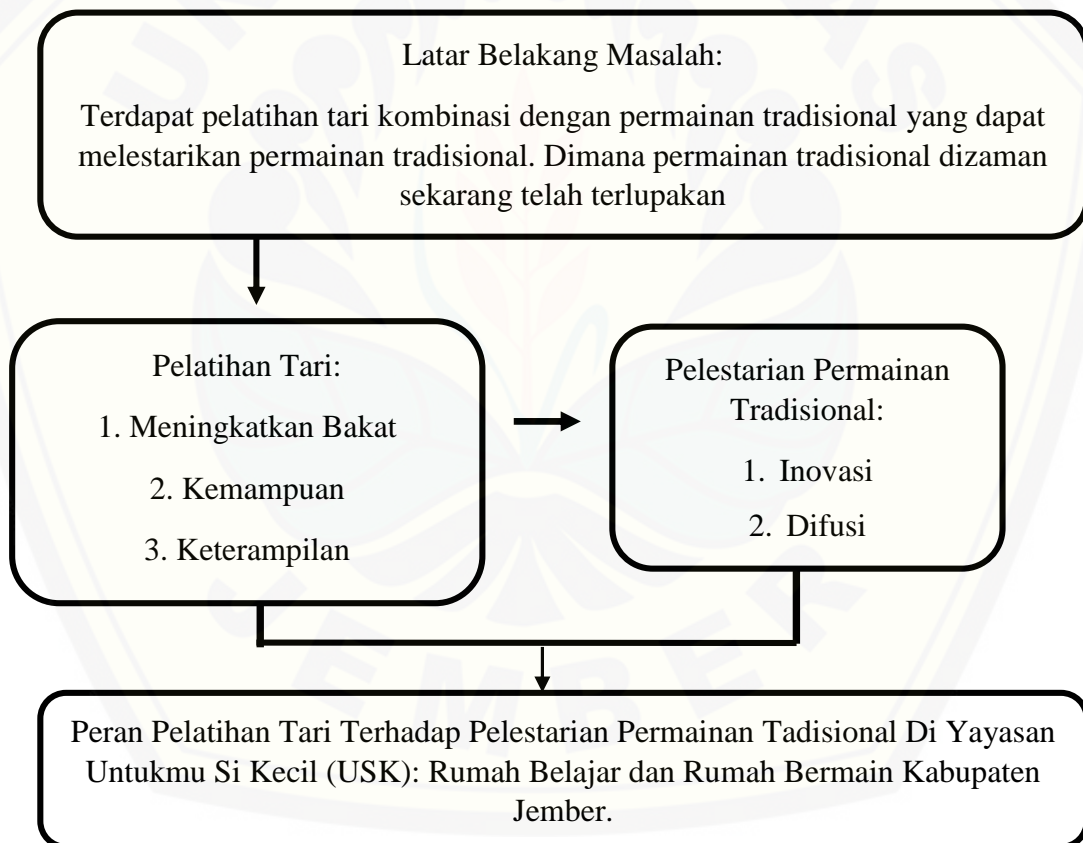 Latar Belakang Masalah:
Terdapat pelatihan tari kombinasi dengan permainan tradisional yang dapat
melestarikan permainan tradisional. Dimana permainan tradisional dizaman
sekarang telah terlupakan
Pelatihan Tari:
1. Meningkatkan Bakat
2. Kemampuan
3. Keterampilan
Pelestarian Permainan
Tradisional:
1. Inovasi
2. Difusi
Peran Pelatihan Tari Terhadap Pelestarian Permainan Tadisional Di Yayasan
Untukmu Si Kecil (USK): Rumah Belajar dan Rumah Bermain Kabupaten
Jember.